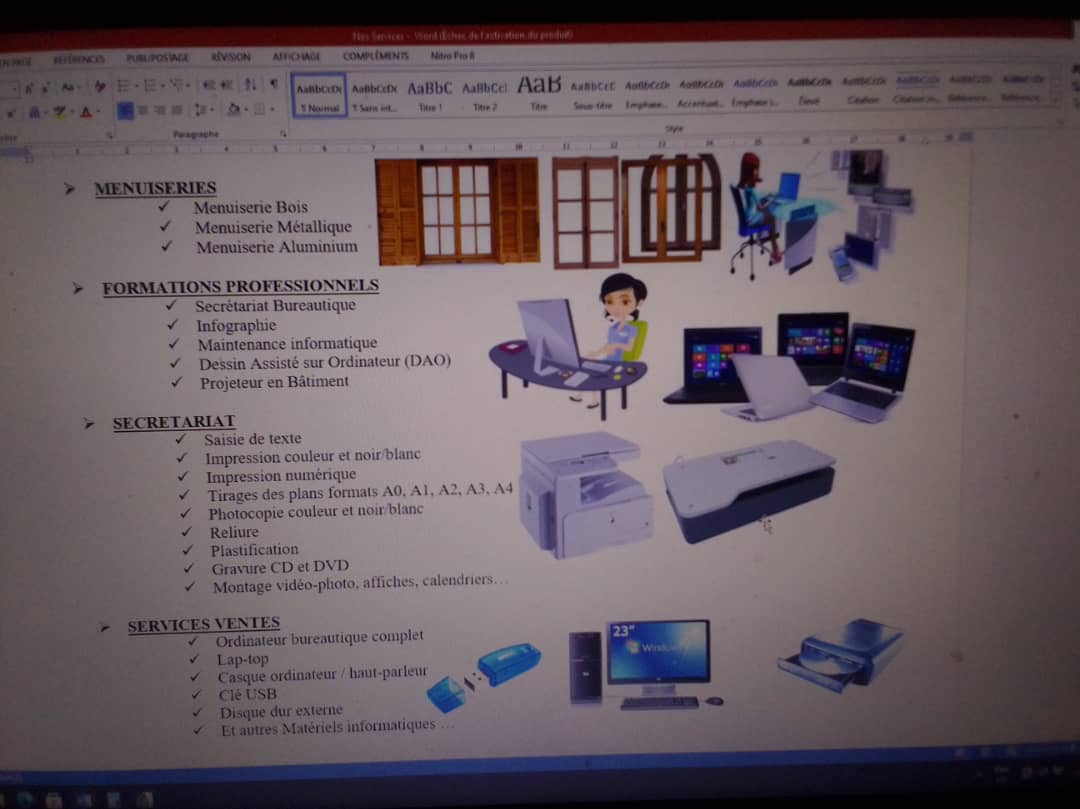 Nos Services - Word (Échec de l'activation du produit)
RÉFÉRENCES PUBLIPOSTAGE RÉVISION AFFICHAGE COMPLÉMENTS Nitro Pro 8
AaBbCcDc AaBbCcDc AaBbC AaBbCcI AaB AaBbCcC AaBbCcDc AaBbCcDc AaBbCcDc AaBbCcDc AaBbCcDc
¶ Normal ¶ Sans int... Titre 1 Titre 2 Titre Sous-titre Emphase... Accentuat... Emphase i... Élevé Citation Citation in... Référence... Référence...
Paragraphe Style
MENUISERIES
Menuiserie Bois
Menuiserie Métallique
Menuiserie Aluminium
FORMATIONS PROFESSIONNELS
Secrétariat Bureautique
Infographie
Maintenance informatique
Dessin Assisté sur Ordinateur (DAO)
Projeteur en Bâtiment
SECRETARIAT
Saisie de texte
Impression couleur et noir/blanc
Impression numérique
Tirages des plans formats A0, A1, A2, A3, A4
Photocopie couleur et noir/blanc
Reliure
Plastification
Gravure CD et DVD
Montage vidéo-photo, affiches, calendriers…
SERVICES VENTES
Ordinateur bureautique complet
Lap-top
Casque ordinateur / haut-parleur
Clé USB
Disque dur externe
Et autres Matériels informatiques …
23"
Windows